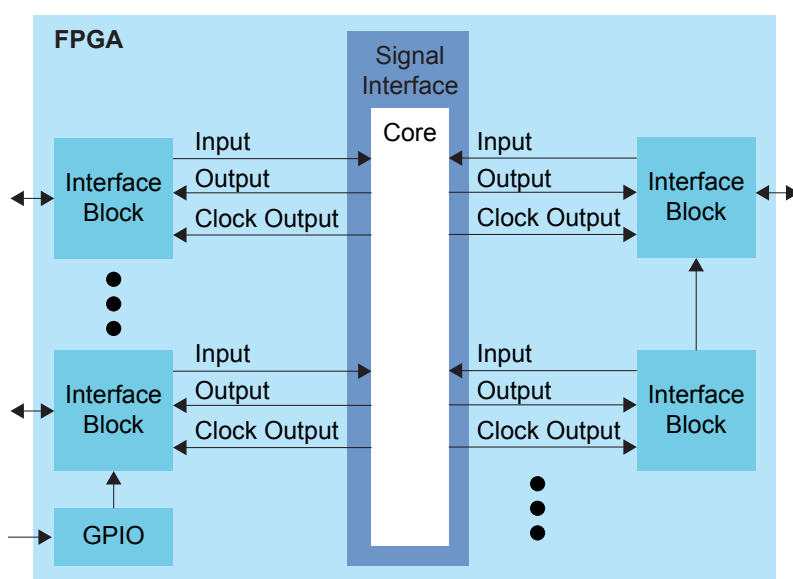 FPGA
Signal
Interface
Core
Input
Output
Clock Output
Interface
Block
Input
Output
Clock Output
Interface
Block
Input
Output
Clock Output
Interface
Block
Input
Output
Clock Output
Interface
Block
GPIO